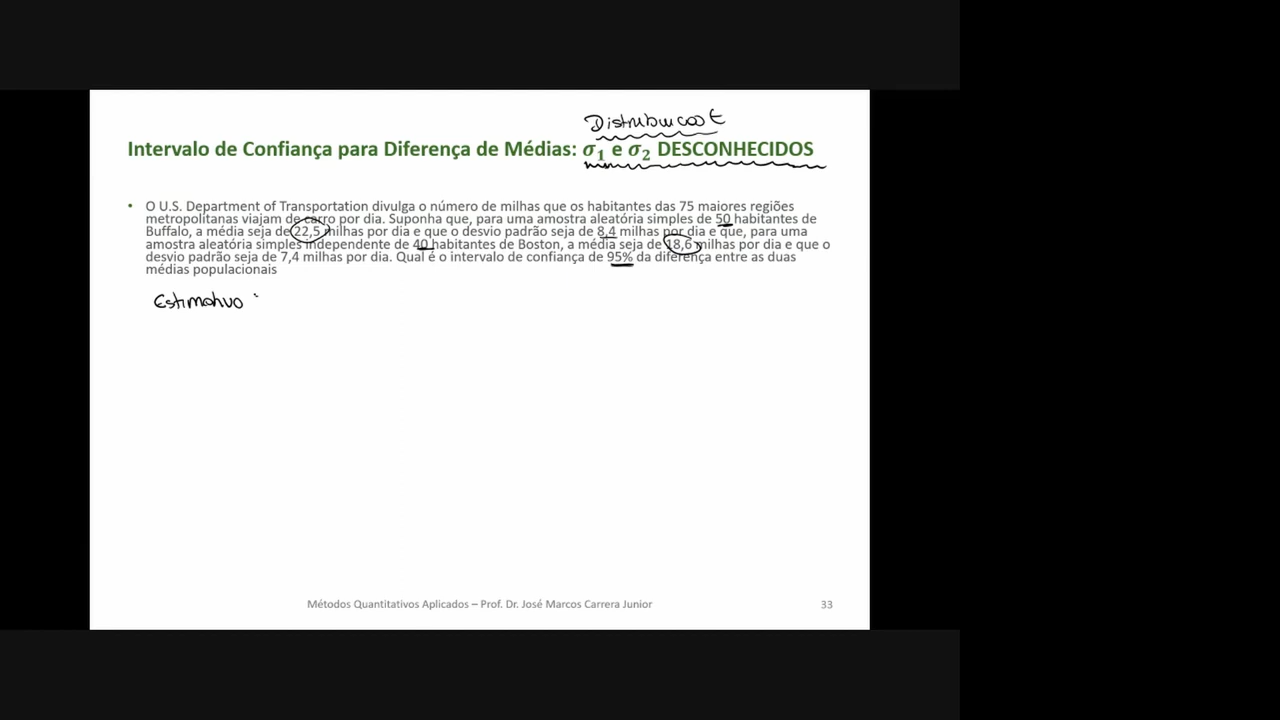 Distribuicao t
Intervalo de Confiança para Diferença de Médias: σ₁ e σ₂ DESCONHECIDOS
• O U.S. Department of Transportation divulga o número de milhas que os habitantes das 75 maiores regiões
metropolitanas viajam de carro por dia. Suponha que, para uma amostra aleatória simples de 50 habitantes de
Buffalo, a média seja de 22,5 milhas por dia e que o desvio padrão seja de 8,4 milhas por dia e que, para uma
amostra aleatória simples independente de 40 habitantes de Boston, a média seja de 18,6 milhas por dia e que o
desvio padrão seja de 7,4 milhas por dia. Qual é o intervalo de confiança de 95% da diferença entre as duas
médias populacionais
Estimativa :
Métodos Quantitativos Aplicados – Prof. Dr. José Marcos Carrera Junior
33